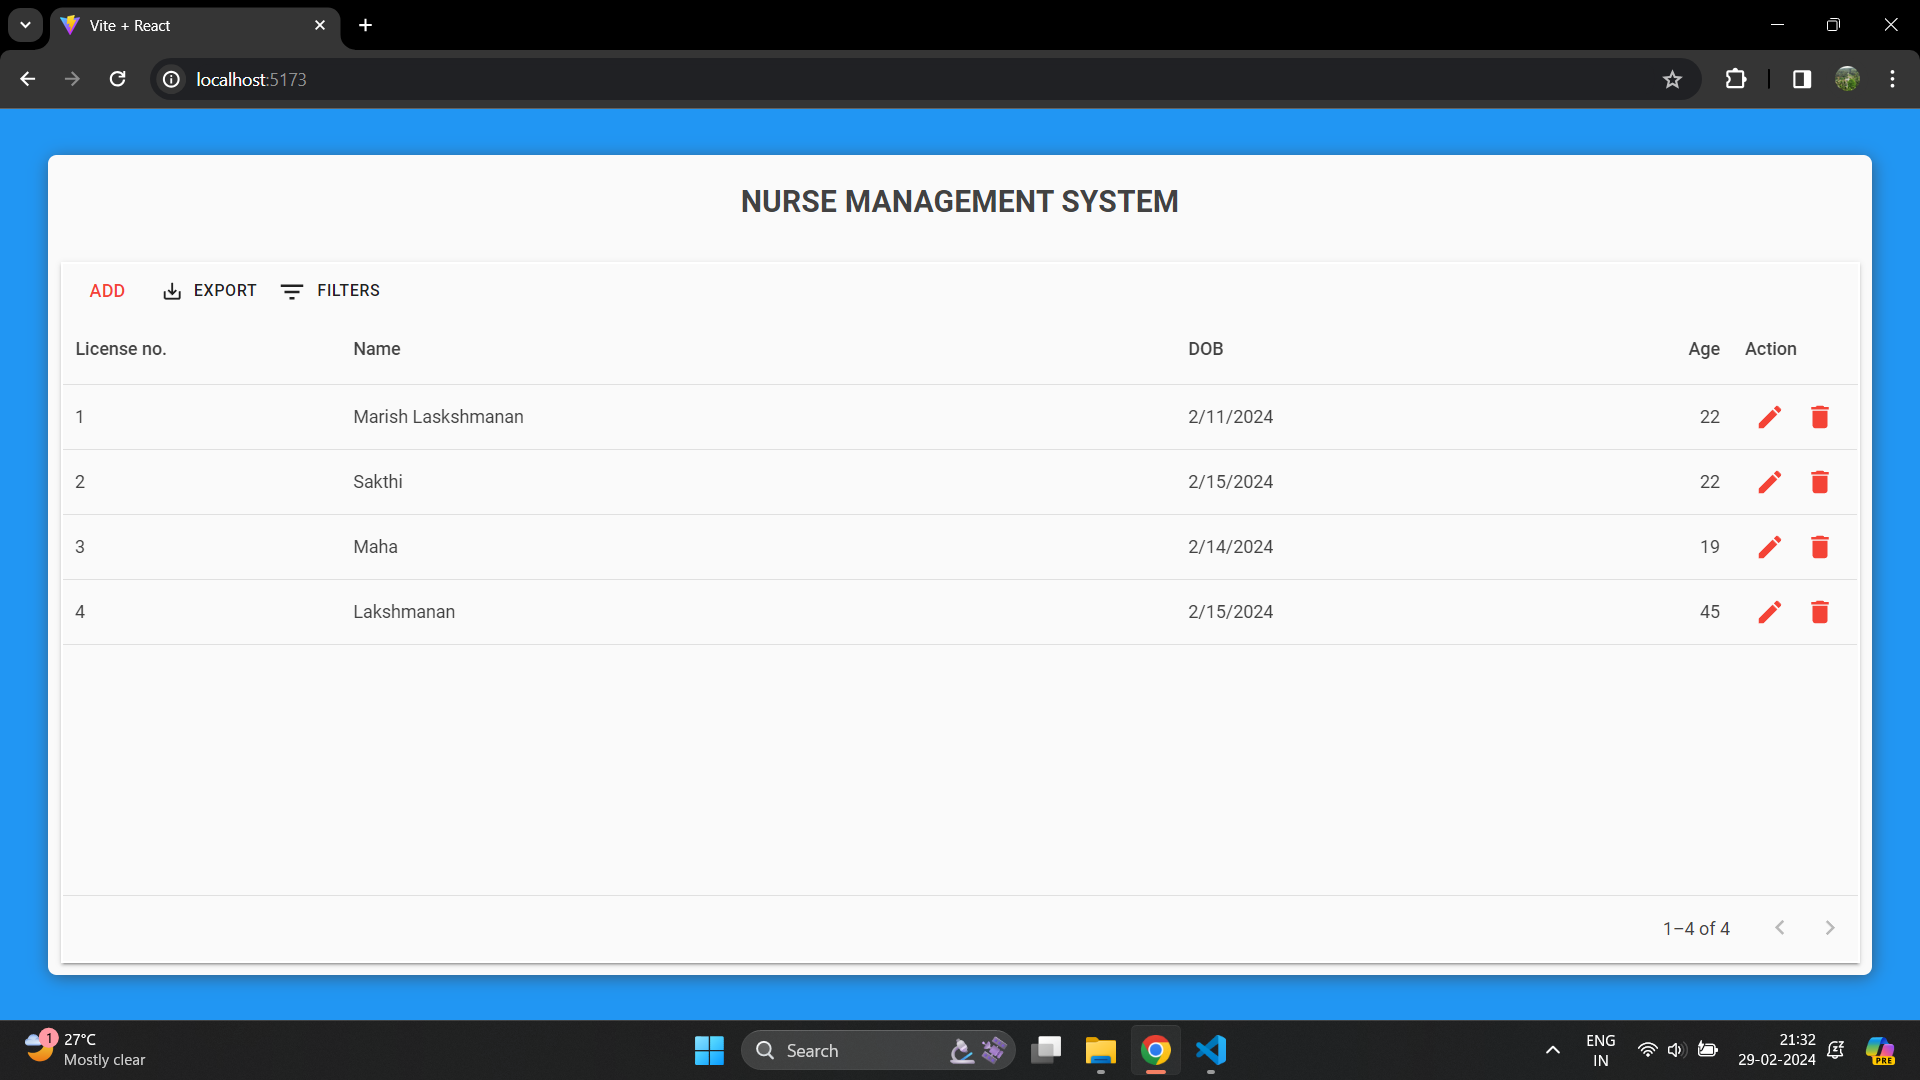 Vite + React
localhost:5173
NURSE MANAGEMENT SYSTEM
ADD EXPORT FILTERS
License no. Name DOB Age Action
1 Marish Laskshmanan 2/11/2024 22
2 Sakthi 2/15/2024 22
3 Maha 2/14/2024 19
4 Lakshmanan 2/15/2024 45
1–4 of 4
1 27°C
Mostly clear
Search
ENG
IN
21:32
29-02-2024
PRE